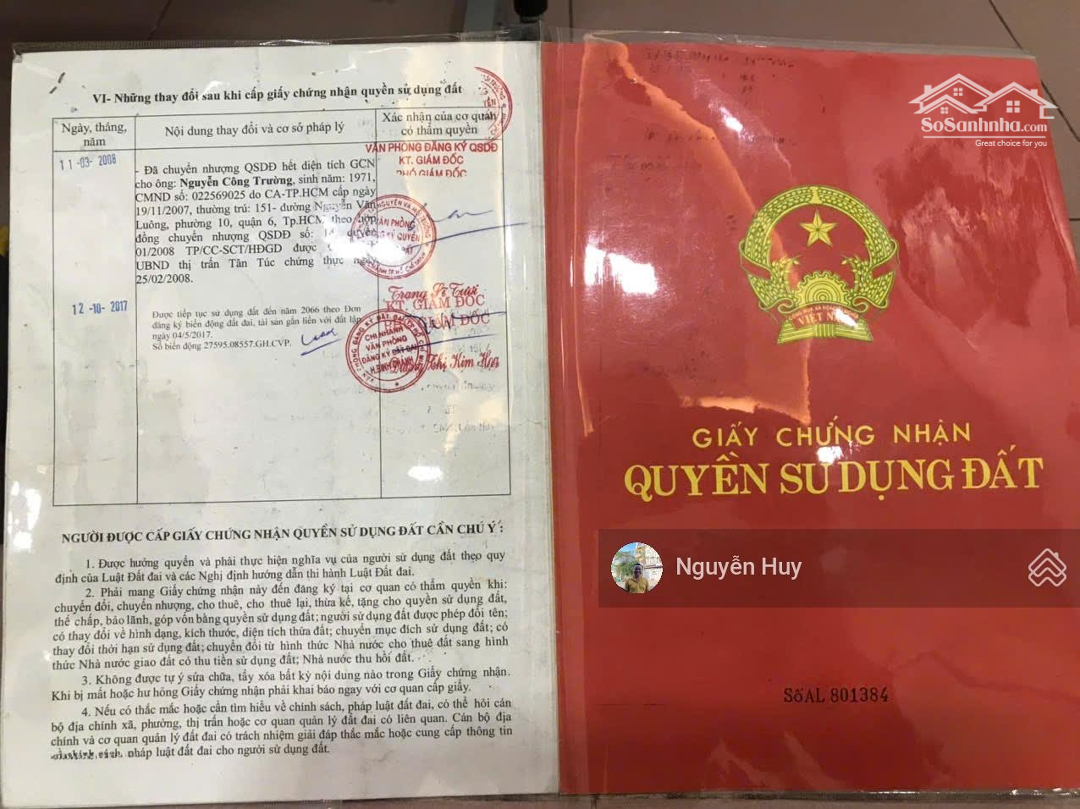 VI- Những thay đổi sau khi cấp giấy chứng nhận quyền sử dụng đất
Ngày, tháng, năm
Nội dung thay đổi và cơ sở pháp lý
Xác nhận của cơ quan có thẩm quyền
11-03-2008
- Đã chuyển nhượng QSDĐ hết diện tích GCN
cho ông: Nguyễn Công Trường, sinh năm: 1971,
CMND số: 022569025 do CA-TP.HCM cấp ngày
19/11/2007, thường trú: 151- đường Nguyễn Văn
Luông, phường 10, quận 6, Tp.HCM theo hợp
đồng chuyển nhượng QSDĐ số: quyển
01/2008 TP/CC-SCT/HĐGD được
UBND thị trấn Tân Túc chứng thực
25/02/2008.
VĂN PHÒNG ĐĂNG KÝ QSDĐ
KT. GIÁM ĐỐC
PHÓ GIÁM ĐỐC
12-10-2017
Được tiếp tục sử dụng đất đến năm 2066 theo Đơn
đăng ký biến động đất đai, tài sản gắn liền với đất lập
ngày 04/5/2017.
Số biến động 27595.08557.GH.CVP.
KT. GIÁM ĐỐC
PHÓ GIÁM ĐỐC
CHI NHÁNH
VĂN PHÒNG
ĐĂNG KÝ ĐẤT ĐAI
NGƯỜI ĐƯỢC CẤP GIẤY CHỨNG NHẬN QUYỀN SỬ DỤNG ĐẤT CẦN CHÚ Ý :
1. Được hưởng quyền và phải thực hiện nghĩa vụ của người sử dụng đất theo quy
định của Luật Đất đai và các Nghị định hướng dẫn thi hành Luật Đất đai.
2. Phải mang Giấy chứng nhận này đến đăng ký tại cơ quan có thẩm quyền khi:
chuyển đổi, chuyển nhượng, cho thuê, cho thuê lại, thừa kế, tặng cho quyền sử dụng đất,
thế chấp, bảo lãnh, góp vốn bằng quyền sử dụng đất; người sử dụng đất được phép đổi tên;
có thay đổi về hình dạng, kích thước, diện tích thửa đất; chuyển mục đích sử dụng đất; có
thay đổi thời hạn sử dụng đất; chuyển đổi từ hình thức Nhà nước cho thuê đất sang hình
thức Nhà nước giao đất có thu tiền sử dụng đất; Nhà nước thu hồi đất.
3. Không được tự ý sửa chữa, tẩy xóa bất kỳ nội dung nào trong Giấy chứng nhận.
Khi bị mất hoặc hư hỏng Giấy chứng nhận phải khai báo ngay với cơ quan cấp giấy.
4. Nếu có thắc mắc hoặc cần tìm hiểu về chính sách, pháp luật đất đai, có thể hỏi cán
bộ địa chính xã, phường, thị trấn hoặc cơ quan quản lý đất đai có liên quan. Cán bộ địa
chính và cơ quan quản lý đất đai có trách nhiệm giải đáp thắc mắc hoặc cung cấp thông tin
về chính sách, pháp luật đất đai cho người sử dụng đất.
SoSanhnha.com
Great choice for you
VIỆT NAM
GIẤY CHỨNG NHẬN
QUYỀN SỬ DỤNG ĐẤT
Nguyễn Huy
Số AL 801384